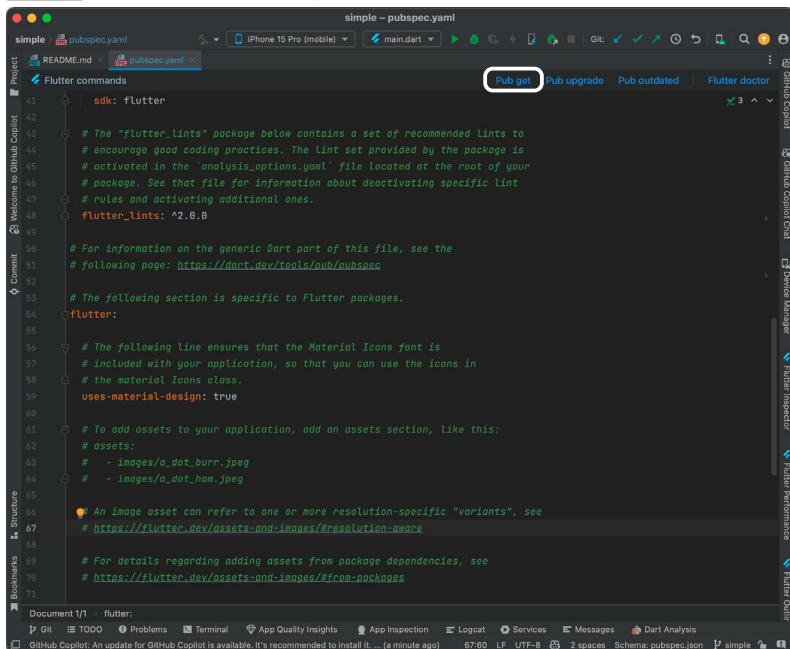 simple – pubspec.yaml
simple pubspec.yaml iPhone 15 Pro (mobile) main.dart Git:
README.md pubspec.yaml
Flutter commands Pub get Pub upgrade Pub outdated Flutter doctor
41 sdk: flutter 3
42
43 # The "flutter_lints" package below contains a set of recommended lints to
44 # encourage good coding practices. The lint set provided by the package is
45 # activated in the `analysis_options.yaml` file located at the root of your
46 # package. See that file for information about deactivating specific lint
47 # rules and activating additional ones.
48 flutter_lints: ^2.0.0
49
50 # For information on the generic Dart part of this file, see the
51 # following page: https://dart.dev/tools/pub/pubspec
52
53 # The following section is specific to Flutter packages.
54 flutter:
55
56 # The following line ensures that the Material Icons font is
57 # included with your application, so that you can use the icons in
58 # the material Icons class.
59 uses-material-design: true
60
61 # To add assets to your application, add an assets section, like this:
62 # assets:
63 #   - images/a_dot_burr.jpeg
64 #   - images/a_dot_ham.jpeg
65
66 # An image asset can refer to one or more resolution-specific "variants", see
67 # https://flutter.dev/assets-and-images/#resolution-aware
68
69 # For details regarding adding assets from package dependencies, see
70 # https://flutter.dev/assets-and-images/#from-packages
71
Project
Welcome to GitHub Copilot
Commit
Structure
Bookmarks
GitHub Copilot
GitHub Copilot Chat
Device Manager
Flutter Inspector
Flutter Performance
Flutter Outline
Document 1/1 flutter:
Git TODO Problems Terminal App Quality Insights App Inspection Logcat Services Messages Dart Analysis
GitHub Copilot: An update for GitHub Copilot is available. It's recommended to install it. ... (a minute ago) 67:60 LF UTF-8 2 spaces Schema: pubspec.json simple